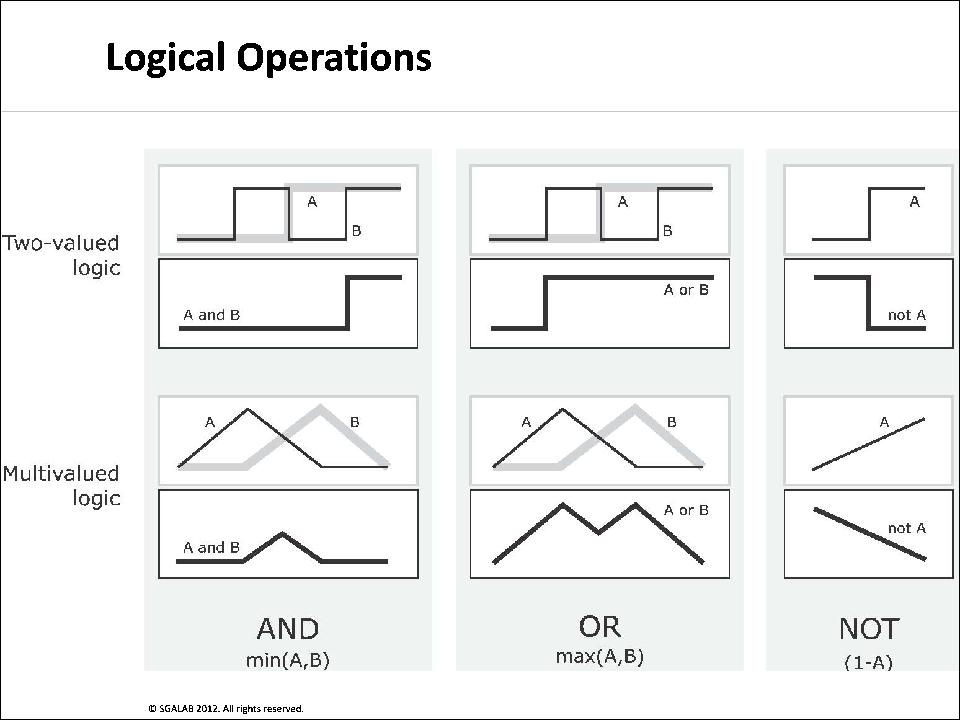 Logical Operations
Two-valued
logic
A
B
A and B
A
B
A or B
A
not A
Multivalued
logic
A
B
A and B
A
B
A or B
A
not A
AND
min(A,B)
OR
max(A,B)
NOT
(1-A)
© SGALAB 2012. All rights reserved.